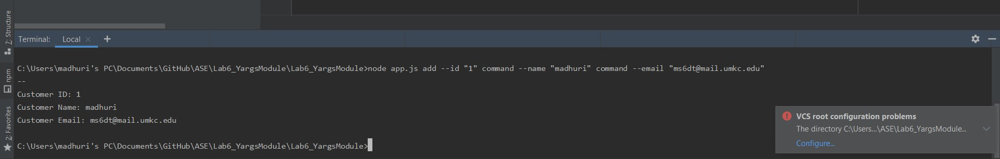 Z: Structure
npm
2: Favorites
Terminal: Local × +
C:\Users\madhuri's PC\Documents\GitHub\ASE\Lab6_YargsModule\Lab6_YargsModule>node app.js add --id "1" command --name "madhuri" command --email "ms6dt@mail.umkc.edu"
--
Customer ID: 1
Customer Name: madhuri
Customer Email: ms6dt@mail.umkc.edu
C:\Users\madhuri's PC\Documents\GitHub\ASE\Lab6_YargsModule\Lab6_YargsModule>
VCS root configuration problems
The directory C:\Users...\ASE\Lab6_YargsModule...
Configure...